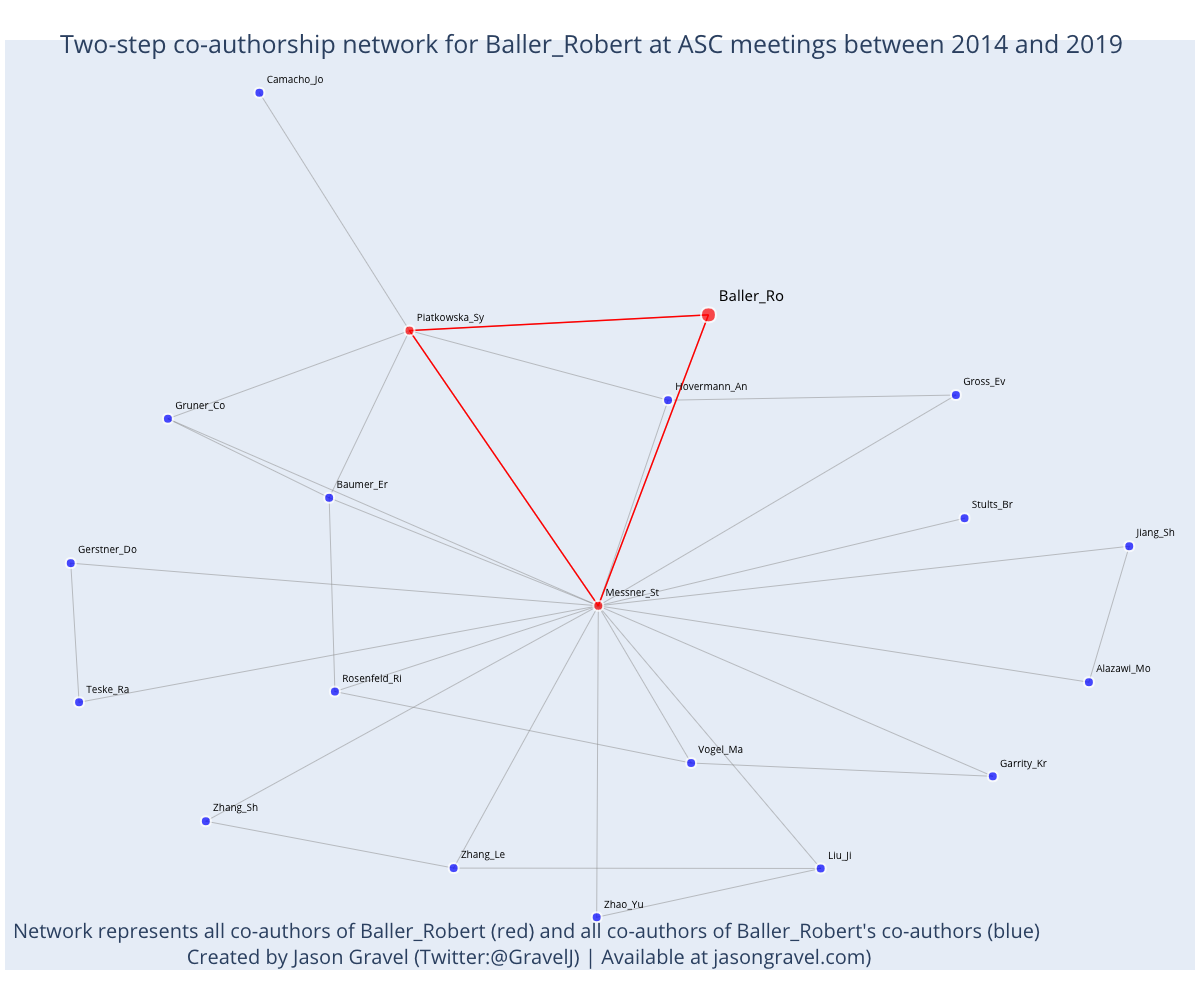 Two-step co-authorship network for Baller_Robert at ASC meetings between 2014 and 2019
Camacho_Jo
Baller_Ro
Piatkowska_Sy
Hovermann_An
Gross_Ev
Gruner_Co
Baumer_Er
Stults_Br
Jiang_Sh
Gerstner_Do
Messner_St
Alazawi_Mo
Rosenfeld_Ri
Teske_Ra
Vogel_Ma
Garrity_Kr
Zhang_Sh
Zhang_Le
Liu_Ji
Zhao_Yu
Network represents all co-authors of Baller_Robert (red) and all co-authors of Baller_Robert's co-authors (blue)
Created by Jason Gravel (Twitter:@GravelJ) | Available at jasongravel.com)